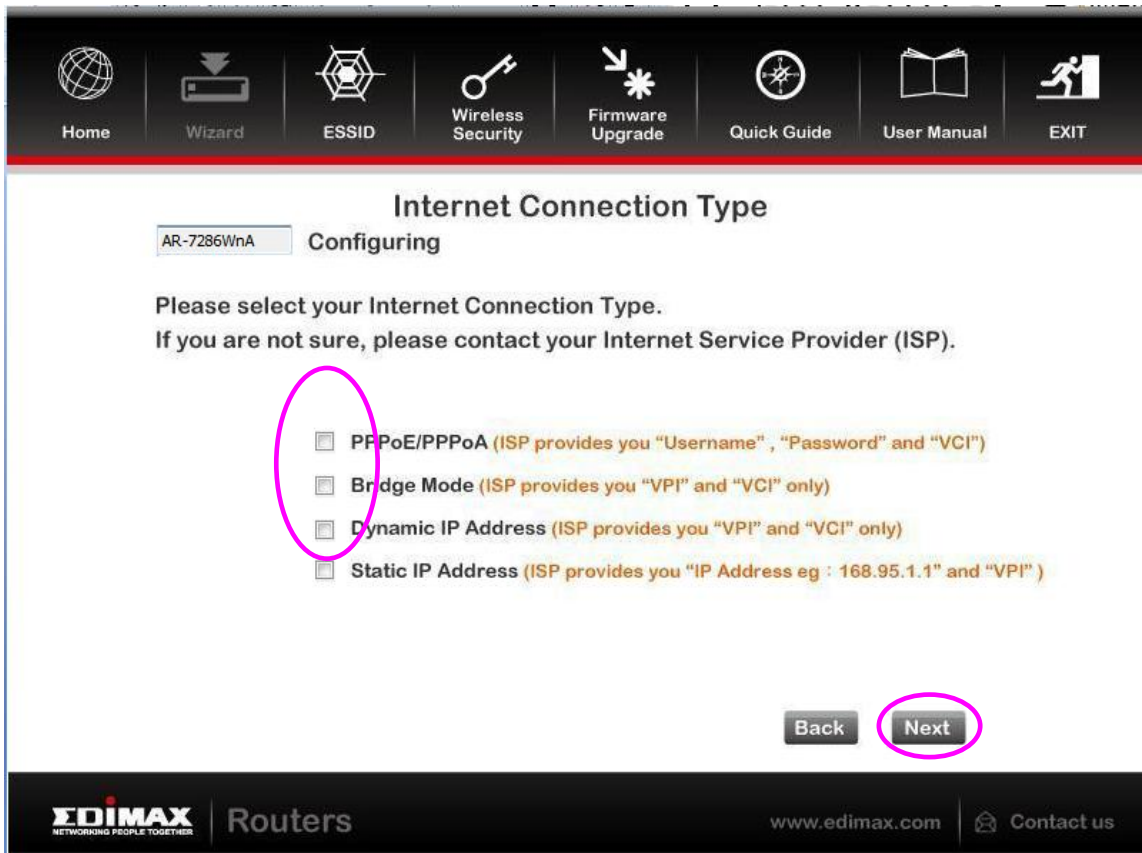 Home
Wizard
ESSID
Wireless
Security
Firmware
Upgrade
Quick Guide
User Manual
EXIT
Internet Connection Type
AR-7286WnA Configuring
Please select your Internet Connection Type.
If you are not sure, please contact your Internet Service Provider (ISP).
PPPoE/PPPoA (ISP provides you “Username” , “Password” and “VCI”)
Bridge Mode (ISP provides you “VPI” and “VCI” only)
Dynamic IP Address (ISP provides you “VPI” and “VCI” only)
Static IP Address (ISP provides you “IP Address eg : 168.95.1.1” and “VPI” )
Back Next
EDIMAX
NETWORKING PEOPLE TOGETHER
Routers
www.edimax.com
Contact us